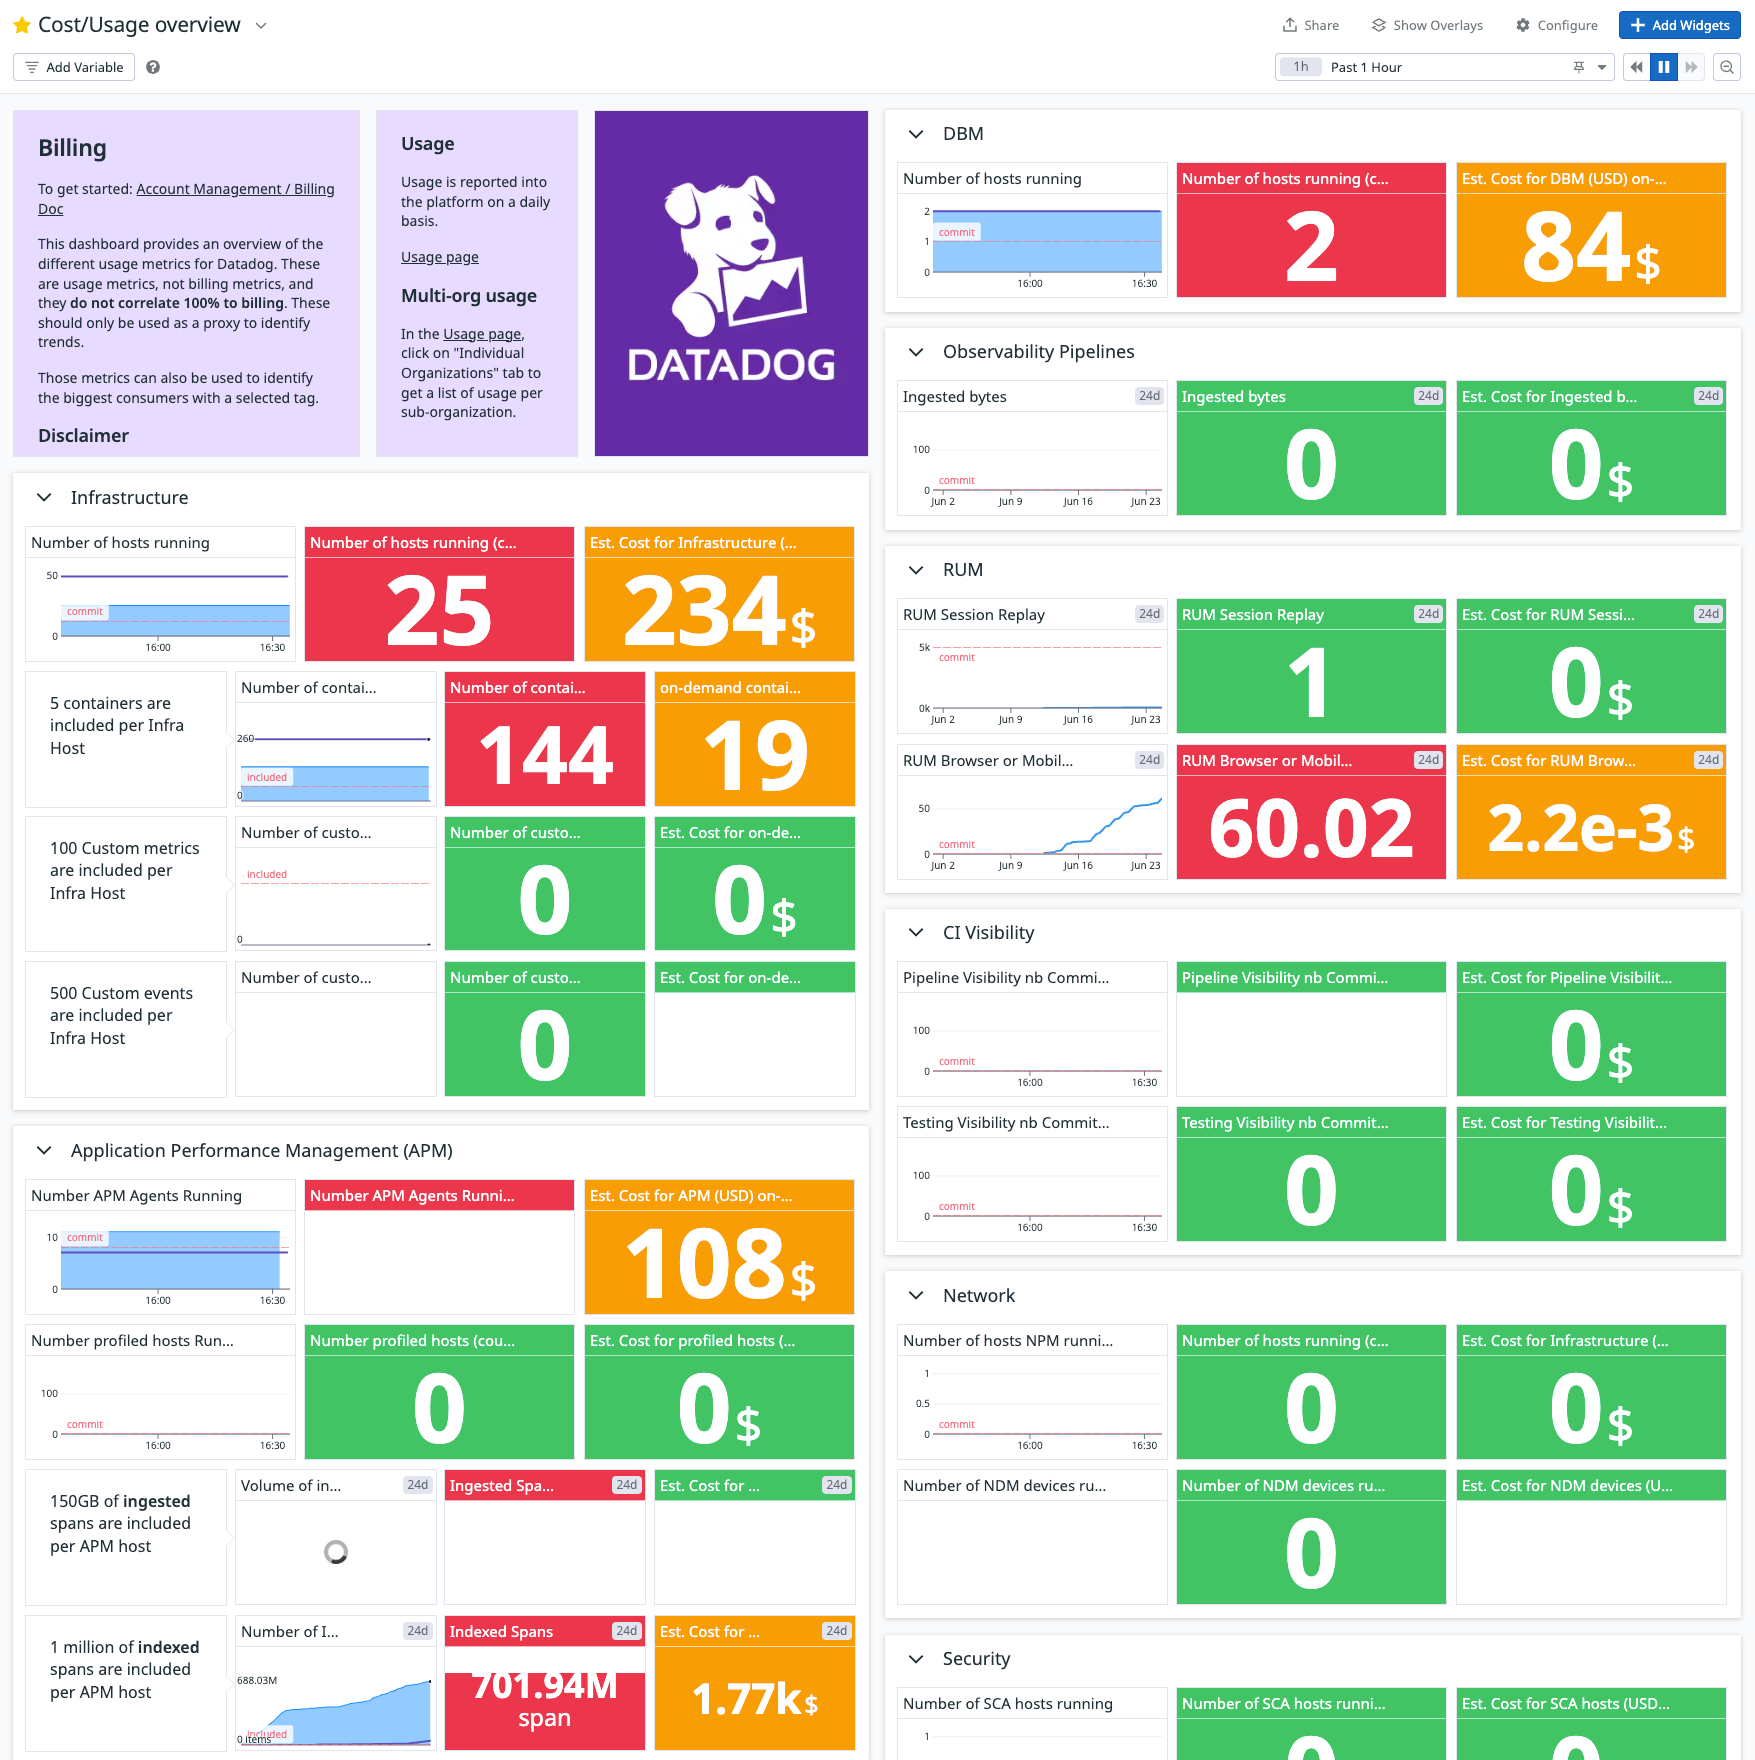 Cost/Usage overview
Share
Show Overlays
Configure
Add Widgets
Add Variable
1h Past 1 Hour
Billing
To get started: Account Management / Billing
Doc
This dashboard provides an overview of the
different usage metrics for Datadog. These
are usage metrics, not billing metrics, and
they do not correlate 100% to billing. These
should only be used as a proxy to identify
trends.
Those metrics can also be used to identify
the biggest consumers with a selected tag.
Disclaimer
Usage
Usage is reported into
the platform on a daily
basis.
Usage page
Multi-org usage
In the Usage page,
click on "Individual
Organizations" tab to
get a list of usage per
sub-organization.
DATADOG
Infrastructure
Number of hosts running
50
commit
0
16:00 16:30
Number of hosts running (c...
25
Est. Cost for Infrastructure (...
234$
5 containers are
included per Infra
Host
Number of contai...
260
included
0
Number of contai...
144
on-demand contai...
19
100 Custom metrics
are included per
Infra Host
Number of custo...
included
0
Number of custo...
0
Est. Cost for on-de...
0$
500 Custom events
are included per
Infra Host
Number of custo...
Number of custo...
0
Est. Cost for on-de...
Application Performance Management (APM)
Number APM Agents Running
10
commit
0
16:00 16:30
Number APM Agents Runni...
Est. Cost for APM (USD) on-...
108$
Number profiled hosts Run...
100
commit
0
16:00 16:30
Number profiled hosts (cou...
0
Est. Cost for profiled hosts (...
0$
150GB of ingested
spans are included
per APM host
Volume of in... 24d
Ingested Spa... 24d
Est. Cost for ... 24d
1 million of indexed
spans are included
per APM host
Number of I... 24d
688.03M
included
0 items
Indexed Spans 24d
701.94M
span
Est. Cost for ... 24d
1.77k$
DBM
Number of hosts running
2
commit
1
0
16:00 16:30
Number of hosts running (c...
2
Est. Cost for DBM (USD) on-...
84$
Observability Pipelines
Ingested bytes 24d
100
commit
0
Jun 2 Jun 9 Jun 16 Jun 23
Ingested bytes 24d
0
Est. Cost for Ingested b... 24d
0$
RUM
RUM Session Replay 24d
5k
commit
0k
Jun 2 Jun 9 Jun 16 Jun 23
RUM Session Replay 24d
1
Est. Cost for RUM Sessi... 24d
0$
RUM Browser or Mobil... 24d
50
commit
0
Jun 2 Jun 9 Jun 16 Jun 23
RUM Browser or Mobil... 24d
60.02
Est. Cost for RUM Brow... 24d
2.2e-3$
CI Visibility
Pipeline Visibility nb Commi...
100
commit
0
16:00 16:30
Pipeline Visibility nb Commi...
Est. Cost for Pipeline Visibilit...
0$
Testing Visibility nb Commit...
100
commit
0
16:00 16:30
Testing Visibility nb Commit...
0
Est. Cost for Testing Visibilit...
0$
Network
Number of hosts NPM runni...
1
0.5
commit
0
16:00 16:30
Number of hosts running (c...
0
Est. Cost for Infrastructure (...
0$
Number of NDM devices ru...
Number of NDM devices ru...
0
Est. Cost for NDM devices (U...
Security
Number of SCA hosts running
1
Number of SCA hosts runni...
0
Est. Cost for SCA hosts (USD...
0$